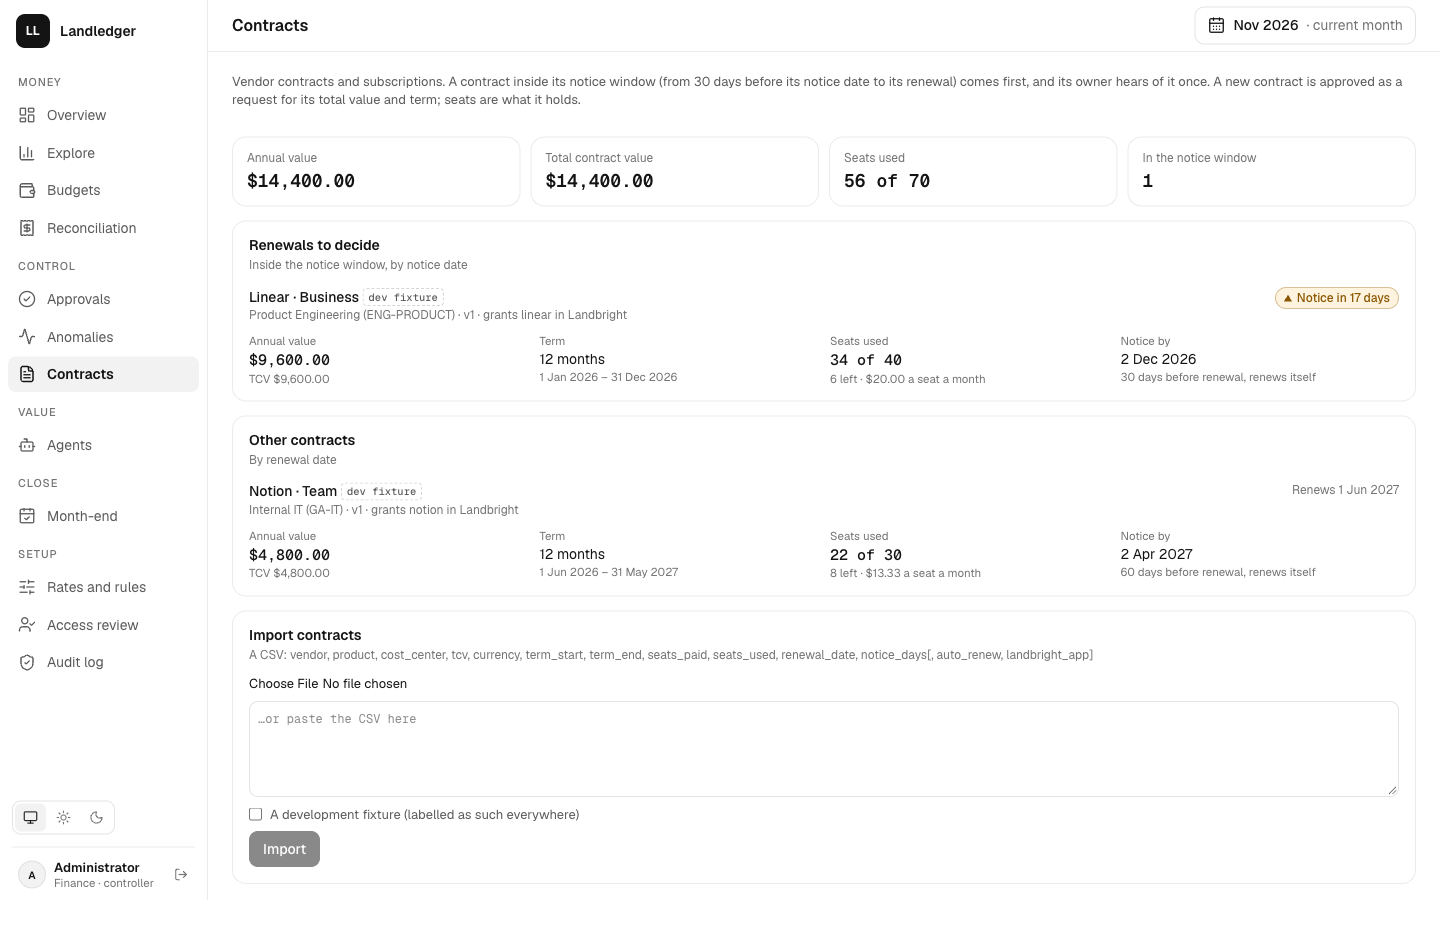 LL
Landledger
MONEY
Overview
Explore
Budgets
Reconciliation
CONTROL
Approvals
Anomalies
Contracts
VALUE
Agents
CLOSE
Month-end
SETUP
Rates and rules
Access review
Audit log
A
Administrator
Finance · controller
Contracts
Nov 2026 · current month
Vendor contracts and subscriptions. A contract inside its notice window (from 30 days before its notice date to its renewal) comes first, and its owner hears of it once. A new contract is approved as a
request for its total value and term; seats are what it holds.
Annual value
$14,400.00
Total contract value
$14,400.00
Seats used
56 of 70
In the notice window
1
Renewals to decide
Inside the notice window, by notice date
Linear · Business dev fixture
Notice in 17 days
Product Engineering (ENG-PRODUCT) · v1 · grants linear in Landbright
Annual value
$9,600.00
TCV $9,600.00
Term
12 months
1 Jan 2026 – 31 Dec 2026
Seats used
34 of 40
6 left · $20.00 a seat a month
Notice by
2 Dec 2026
30 days before renewal, renews itself
Other contracts
By renewal date
Notion · Team dev fixture
Renews 1 Jun 2027
Internal IT (GA-IT) · v1 · grants notion in Landbright
Annual value
$4,800.00
TCV $4,800.00
Term
12 months
1 Jun 2026 – 31 May 2027
Seats used
22 of 30
8 left · $13.33 a seat a month
Notice by
2 Apr 2027
60 days before renewal, renews itself
Import contracts
A CSV: vendor, product, cost_center, tcv, currency, term_start, term_end, seats_paid, seats_used, renewal_date, notice_days[, auto_renew, landbright_app]
Choose File No file chosen
…or paste the CSV here
A development fixture (labelled as such everywhere)
Import